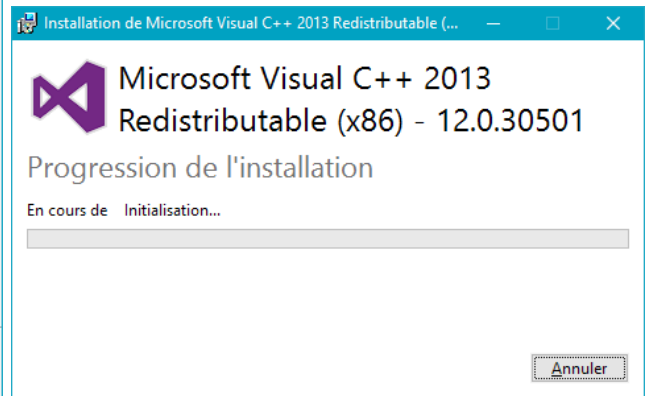 Installation de Microsoft Visual C++ 2013 Redistributable (...
Microsoft Visual C++ 2013
Redistributable (x86) - 12.0.30501
Progression de l'installation
En cours de Initialisation...
Annuler